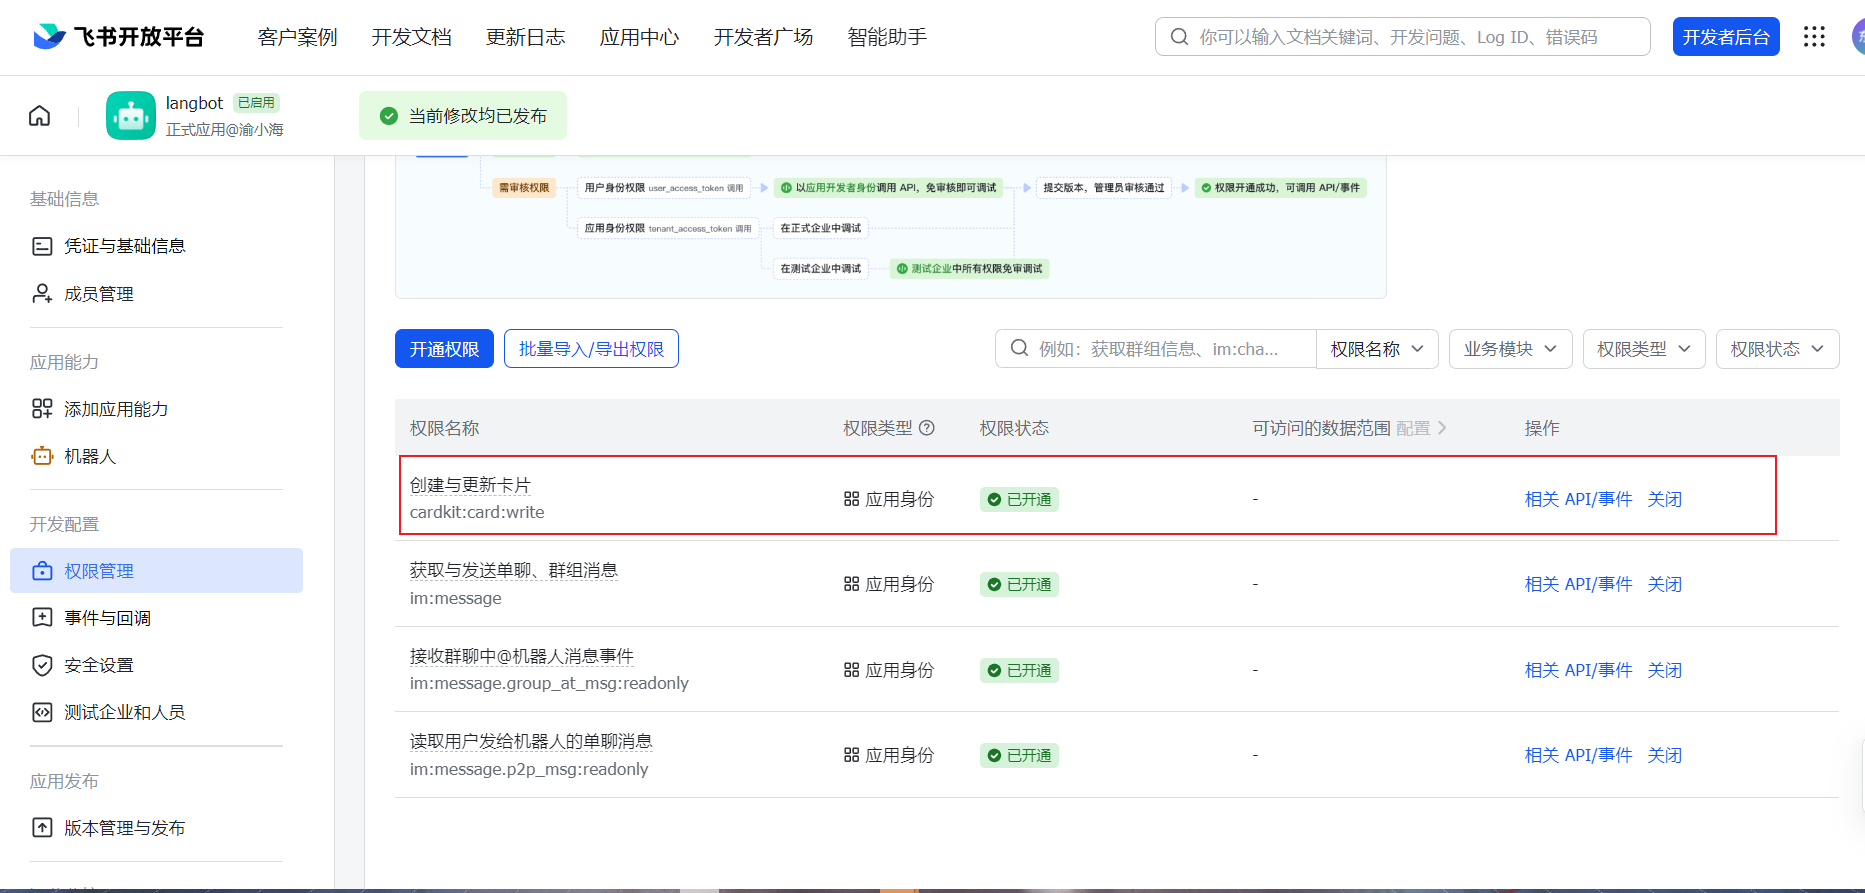 飞书开放平台
客户案例
开发文档
更新日志
应用中心
开发者广场
智能助手
你可以输入文档关键词、开发问题、Log ID、错误码
开发者后台
langbot
已启用
正式应用@渝小海
当前修改均已发布
基础信息
凭证与基础信息
成员管理
应用能力
添加应用能力
机器人
开发配置
权限管理
事件与回调
安全设置
测试企业和人员
应用发布
版本管理与发布
需审核权限
用户身份权限 user_access_token 调用
以应用开发者身份调用 API，免审核即可调试
提交版本，管理员审核通过
权限开通成功，可调用 API/事件
应用身份权限 tenant_access_token 调用
在正式企业中调试
在测试企业中调试
测试企业中所有权限免审调试
开通权限
批量导入/导出权限
例如：获取群组信息、im:cha...
权限名称
业务模块
权限类型
权限状态
权限名称
权限类型
权限状态
可访问的数据范围 配置
操作
创建与更新卡片
cardkit:card:write
应用身份
已开通
-
相关 API/事件 关闭
获取与发送单聊、群组消息
im:message
应用身份
已开通
-
相关 API/事件 关闭
接收群聊中@机器人消息事件
im:message.group_at_msg:readonly
应用身份
已开通
-
相关 API/事件 关闭
读取用户发给机器人的单聊消息
im:message.p2p_msg:readonly
应用身份
已开通
-
相关 API/事件 关闭